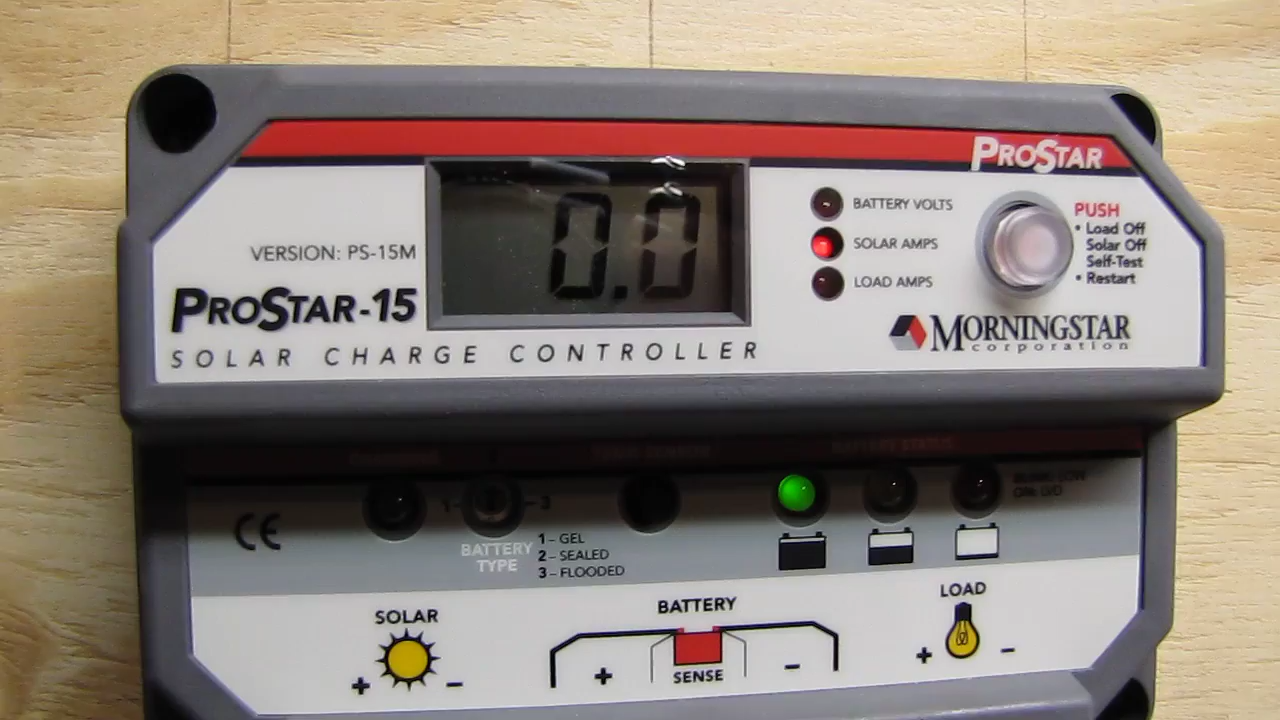 PROSTAR
0.0
BATTERY VOLTS
SOLAR AMPS
LOAD AMPS
PUSH
• Load Off
Solar Off
Self-Test
• Restart
VERSION: PS-15M
PROSTAR-15
SOLAR CHARGE CONTROLLER
MORNINGSTAR
corporation
BATTERY STATUS
CE
3
BATTERY
TYPE
1 – GEL
2 – SEALED
3 – FLOODED
SOLAR
+ −
BATTERY
+ −
SENSE
LOAD
+ −